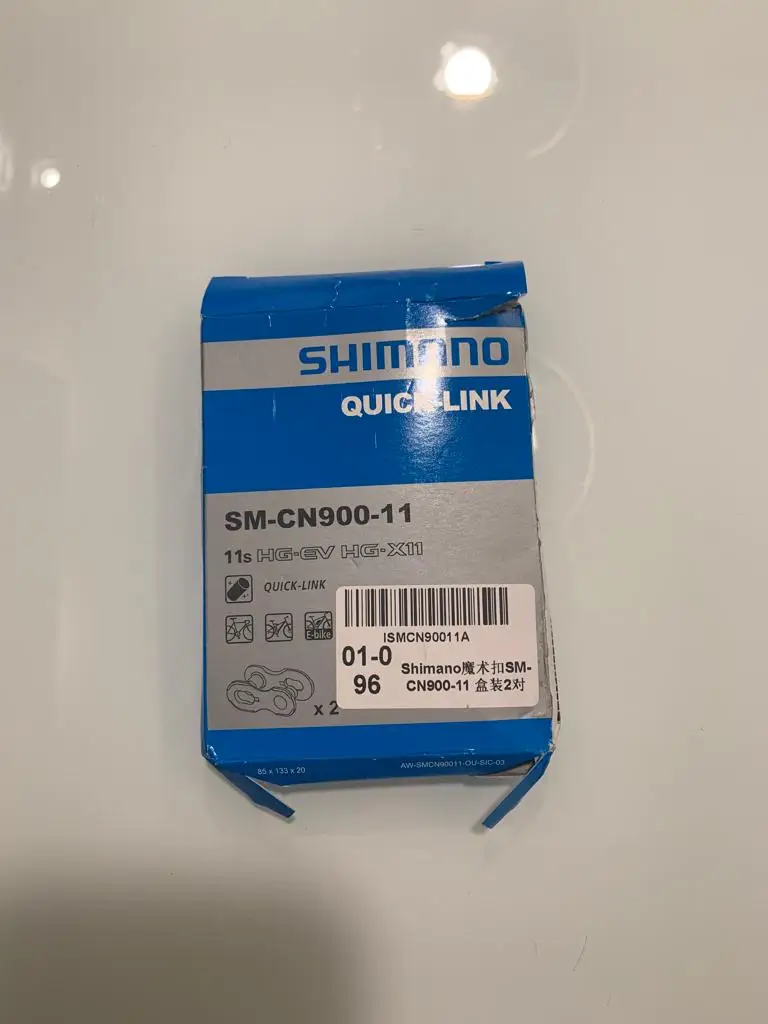 SHIMANO
QUICK-LINK
SM-CN900-11
11s HG-EV HG-X11
QUICK-LINK
E-bike
ISMCN90011A
01-0
96
Shimano魔术扣SM-
CN900-11 盒装2对
x 2
85 x 133 x 20
AW-SMCN90011-OU-SIC-03